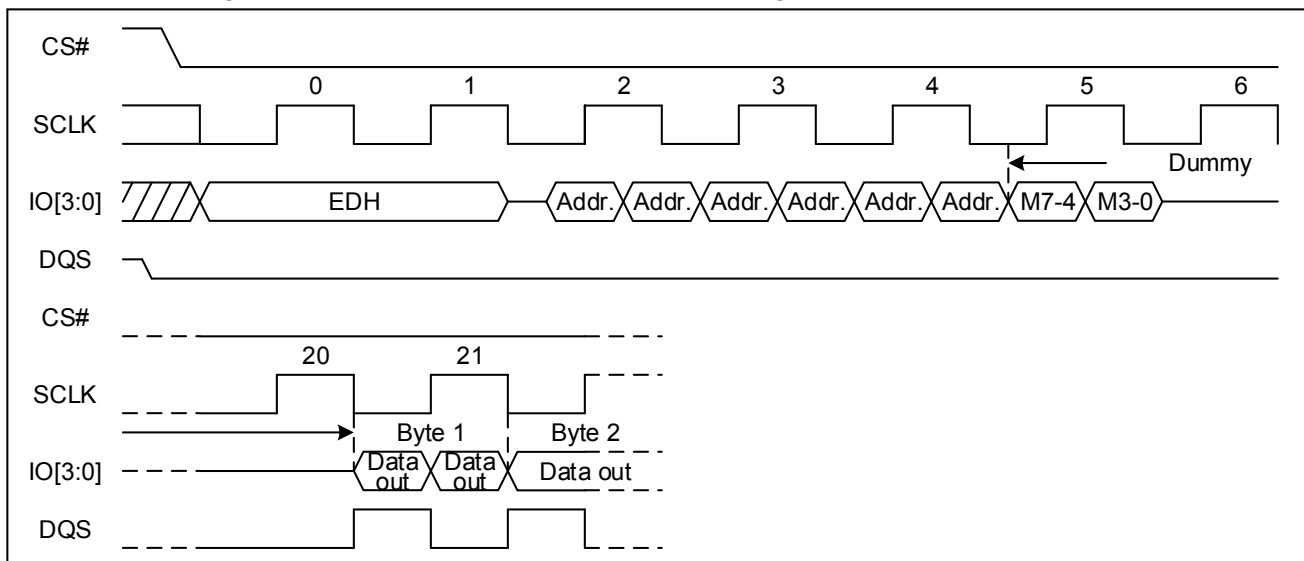 CS#
0 1 2 3 4 5 6
SCLK
Dummy
IO[3:0] EDH Addr. Addr. Addr. Addr. Addr. Addr. M7-4 M3-0
DQS
CS#
20 21
SCLK
Byte 1 Byte 2
IO[3:0] Data out Data out Data out
DQS